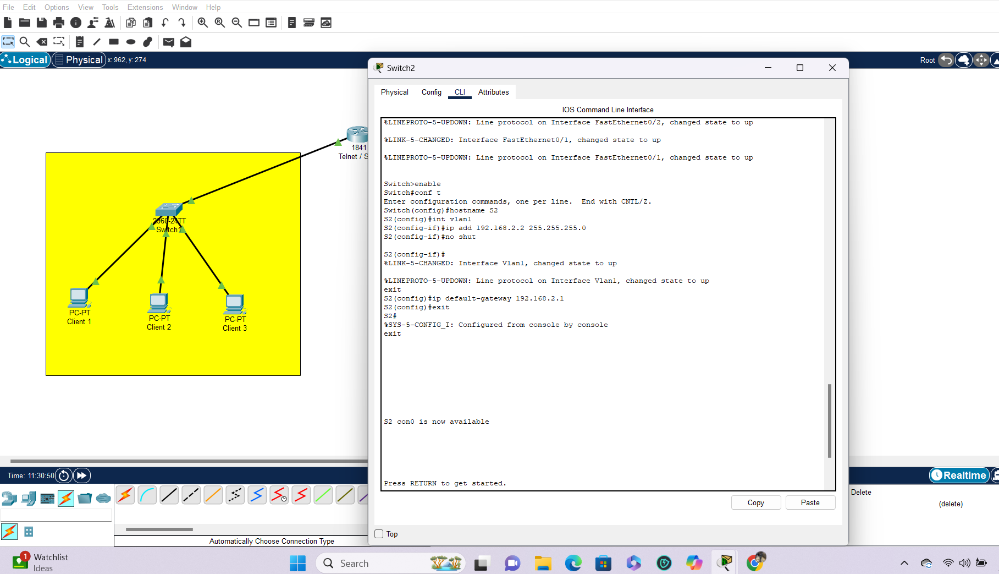 File Edit Options View Tools Extensions Window Help
Logical Physical x: 962, y: 274
Root
1841
Telnet / S
2960-24TT
Switch1
PC-PT
Client 1
PC-PT
Client 2
PC-PT
Client 3
Switch2
Physical Config CLI Attributes
IOS Command Line Interface
%LINEPROTO-5-UPDOWN: Line protocol on Interface FastEthernet0/2, changed state to up
%LINK-5-CHANGED: Interface FastEthernet0/1, changed state to up
%LINEPROTO-5-UPDOWN: Line protocol on Interface FastEthernet0/1, changed state to up
Switch>enable
Switch#conf t
Enter configuration commands, one per line.  End with CNTL/Z.
Switch(config)#hostname S2
S2(config)#int vlan1
S2(config-if)#ip add 192.168.2.2 255.255.255.0
S2(config-if)#no shut
S2(config-if)#
%LINK-5-CHANGED: Interface Vlan1, changed state to up
%LINEPROTO-5-UPDOWN: Line protocol on Interface Vlan1, changed state to up
exit
S2(config)#ip default-gateway 192.168.2.1
S2(config)#exit
S2#
%SYS-5-CONFIG_I: Configured from console by console
exit
S2 con0 is now available
Press RETURN to get started.
Copy Paste
Top
Time: 11:30:50
Realtime
Delete
(delete)
Automatically Choose Connection Type
1
Watchlist
Ideas
Search